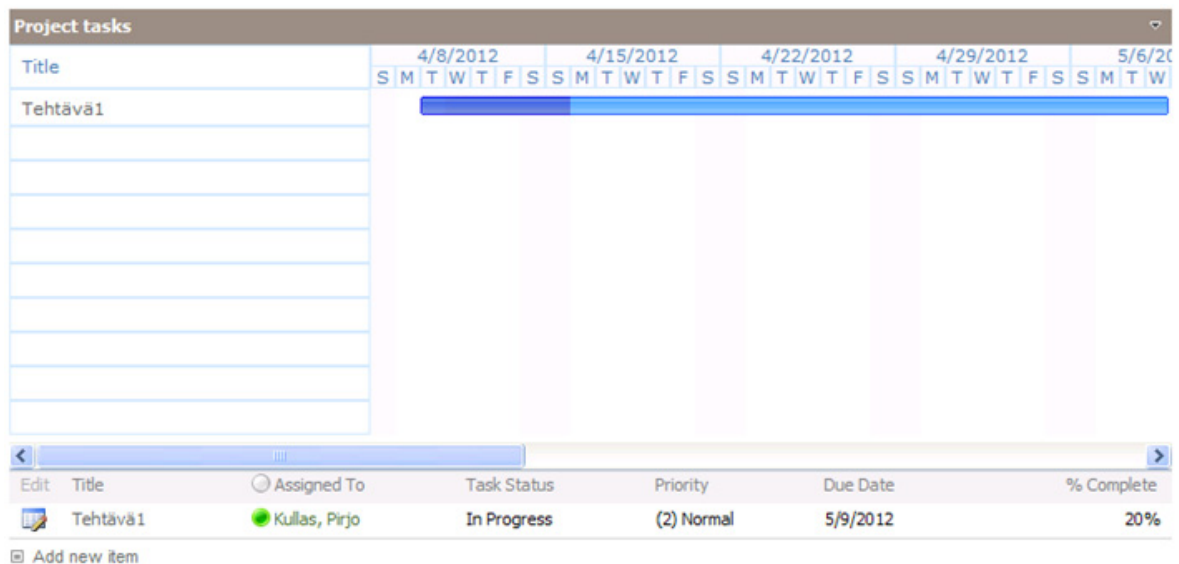 Project tasks
Title
4/8/2012 4/15/2012 4/22/2012 4/29/2012 5/6/20
S M T W T F S S M T W T F S S M T W T F S S M T W T F S S M T W
Tehtävä1
Edit Title Assigned To Task Status Priority Due Date % Complete
Tehtävä1 Kullas, Pirjo In Progress (2) Normal 5/9/2012 20%
Add new item